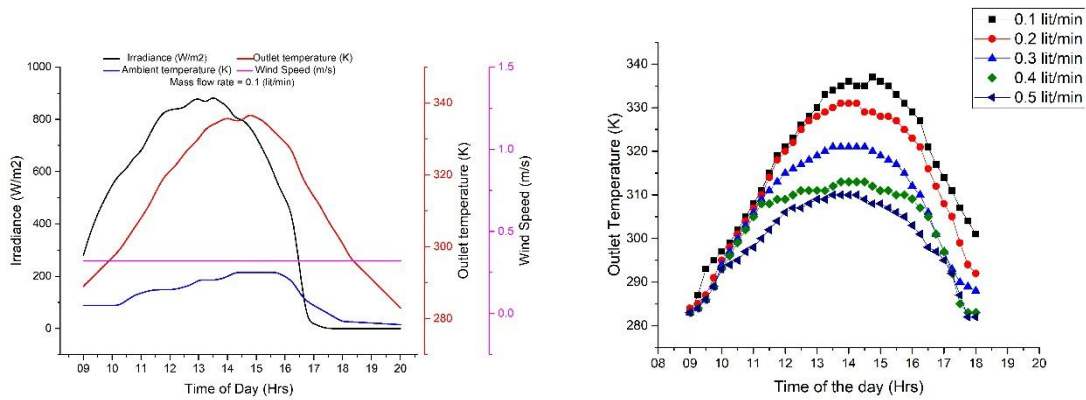 Irradiance (W/m2) Outlet temperature (K)
Ambient temperature (K) Wind Speed (m/s)
Mass flow rate = 0.1 (lit/min)
1000
800
600
400
200
0
Irradiance (W/m2)
09 10 11 12 13 14 15 16 17 18 19 20
Time of Day (Hrs)
340
320
300
280
Outlet temperature (K)
1.5
1.0
0.5
0.0
Wind Speed (m/s)
0.1 lit/min
0.2 lit/min
0.3 lit/min
0.4 lit/min
0.5 lit/min
340
330
320
310
300
290
280
Outlet Temperature (K)
08 09 10 11 12 13 14 15 16 17 18 19 20
Time of the day (Hrs)